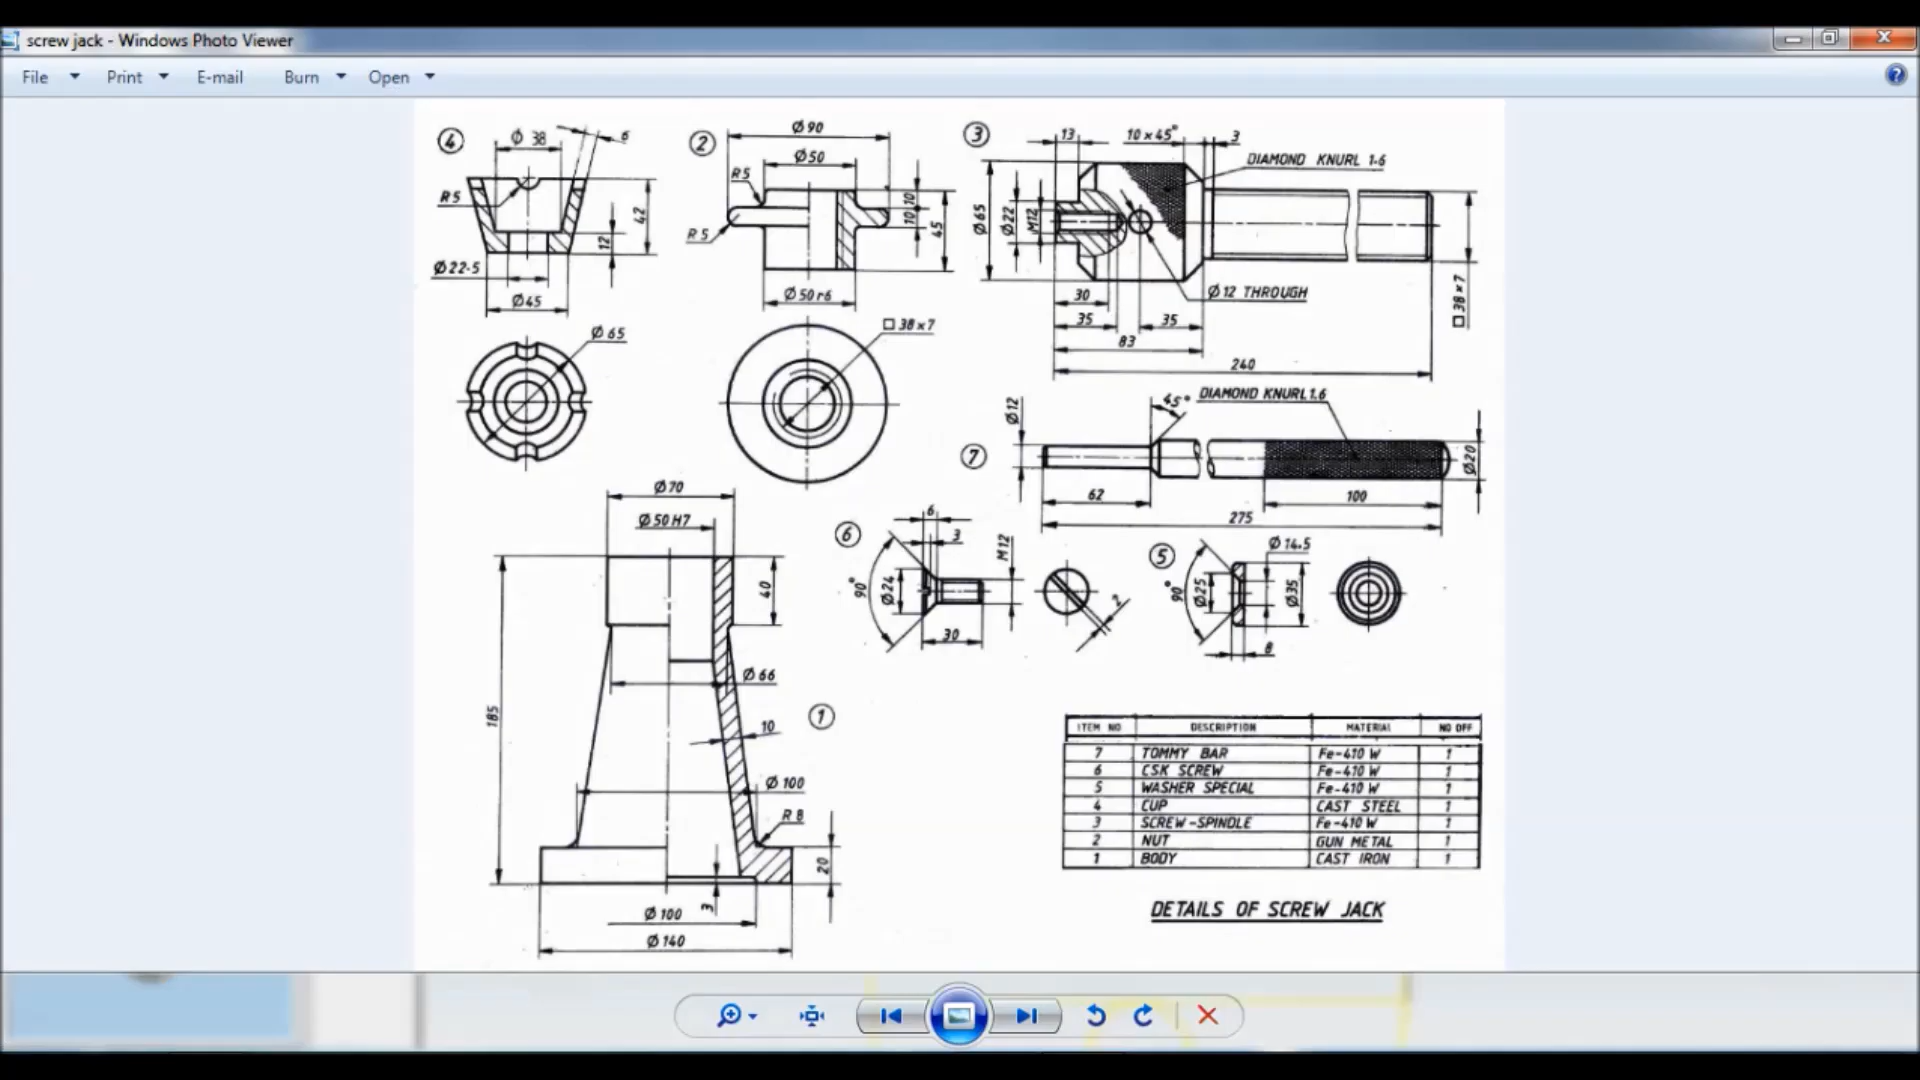 screw jack - Windows Photo Viewer
File Print E-mail Burn Open
4
Ø 38
6
R5
42
12
Ø22·5
Ø45
Ø 65
2
Ø90
Ø50
R5
R5
10
10
45
Ø50 r6
□ 38×7
3
13
10 × 45°
3
DIAMOND KNURL 1·6
Ø65
Ø22
M12
Ø12 THROUGH
30
35
35
83
240
□ 38×7
7
Ø12
45°
DIAMOND KNURL 1.6
Ø20
62
100
275
1
Ø70
Ø50 H7
40
Ø 66
185
10
Ø 100
R 8
20
3
Ø 100
Ø 140
6
6
3
M12
90°
Ø24
30
2
5
Ø 14.5
90°
Ø25
Ø35
8
ITEM NO DESCRIPTION MATERIAL NO OFF
7 TOMMY BAR Fe-410 W 1
6 CSK SCREW Fe-410 W 1
5 WASHER SPECIAL Fe-410 W 1
4 CUP CAST STEEL 1
3 SCREW-SPINDLE Fe-410 W 1
2 NUT GUN METAL 1
1 BODY CAST IRON 1
DETAILS OF SCREW JACK